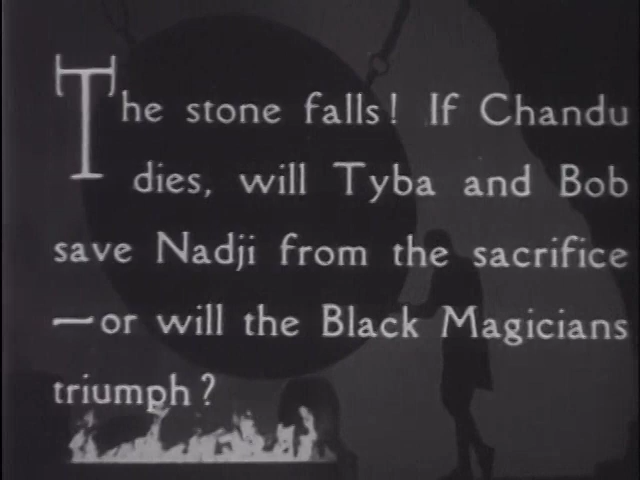 The stone falls! If Chandu
dies, will Tyba and Bob
save Nadji from the sacrifice
—or will the Black Magicians
triumph?